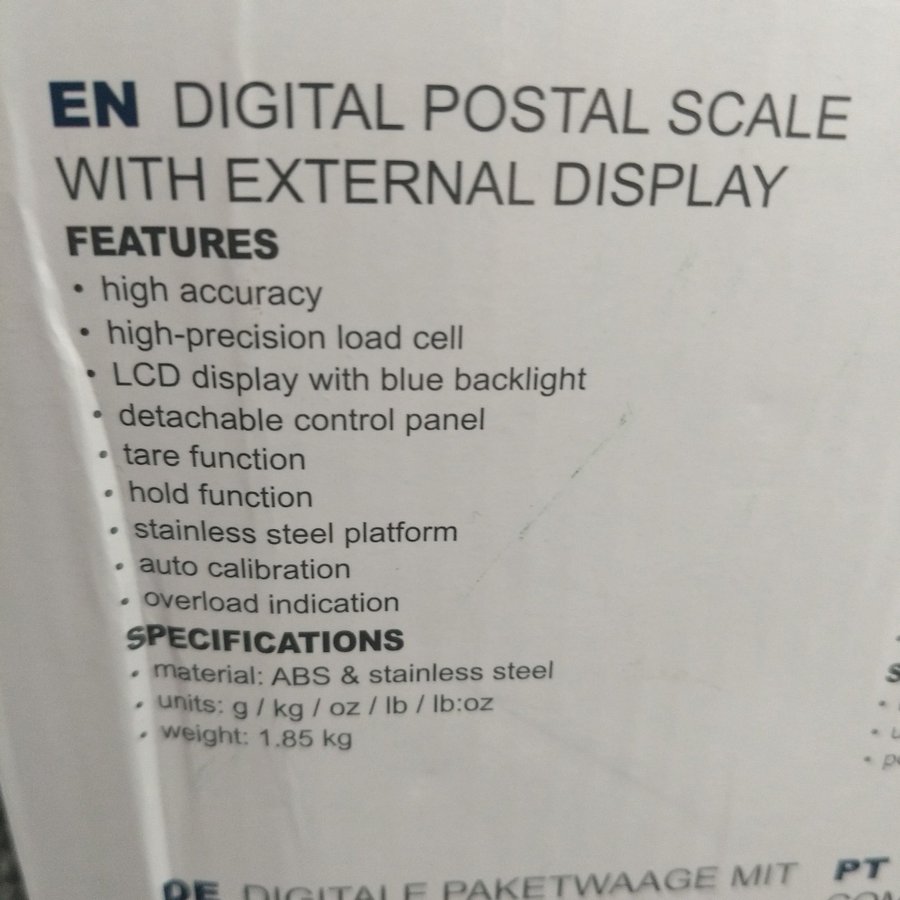 EN DIGITAL POSTAL SCALE
WITH EXTERNAL DISPLAY
FEATURES
• high accuracy
• high-precision load cell
• LCD display with blue backlight
• detachable control panel
• tare function
• hold function
• stainless steel platform
• auto calibration
• overload indication
SPECIFICATIONS
• material: ABS & stainless steel
• units: g / kg / oz / lb / lb:oz
• weight: 1.85 kg
DE DIGITALE PAKETWAAGE MIT
PT